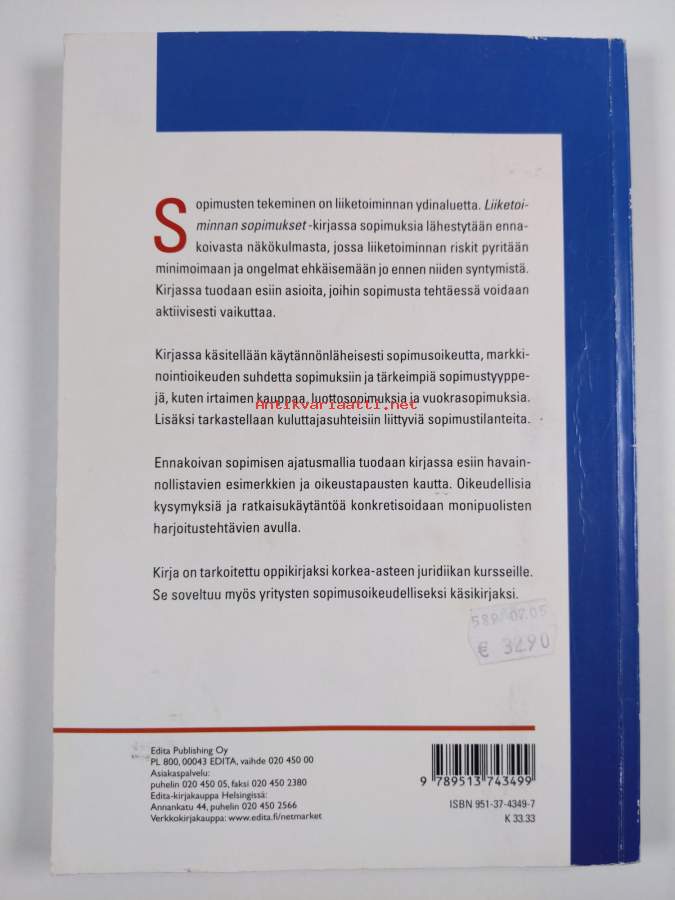 Sopimusten tekeminen on liiketoiminnan ydinaluetta. Liiketoi-
minnan sopimukset -kirjassa sopimuksia lähestytään enna-
koivasta näkökulmasta, jossa liiketoiminnan riskit pyritään
minimoimaan ja ongelmat ehkäisemään jo ennen niiden syntymistä.
Kirjassa tuodaan esiin asioita, joihin sopimusta tehtäessä voidaan
aktiivisesti vaikuttaa.
Kirjassa käsitellään käytännönläheisesti sopimusoikeutta, markki-
nointioikeuden suhdetta sopimuksiin ja tärkeimpiä sopimustyyppe-
jä, kuten irtaimen kauppaa, luottosopimuksia ja vuokrasopimuksia.
Antikvariaatti.net
Lisäksi tarkastellaan kuluttajasuhteisiin liittyviä sopimustilanteita.
Ennakoivan sopimisen ajatusmallia tuodaan kirjassa esiin havain-
nollistavien esimerkkien ja oikeustapausten kautta. Oikeudellisia
kysymyksiä ja ratkaisukäytäntöä konkretisoidaan monipuolisten
harjoitustehtävien avulla.
Kirja on tarkoitettu oppikirjaksi korkea-asteen juridiikan kursseille.
Se soveltuu myös yritysten sopimusoikeudelliseksi käsikirjaksi.
07.05
€ 32.90
Edita Publishing Oy
PL 800, 00043 EDITA, vaihde 020 450 00
Asiakaspalvelu:
puhelin 020 450 05, faksi 020 450 2380
Edita-kirjakauppa Helsingissä:
Annankatu 44, puhelin 020 450 2566
Verkkokirjakauppa: www.edita.fi/netmarket
9 789513 743499
ISBN 951-37-4349-7
K 33.33